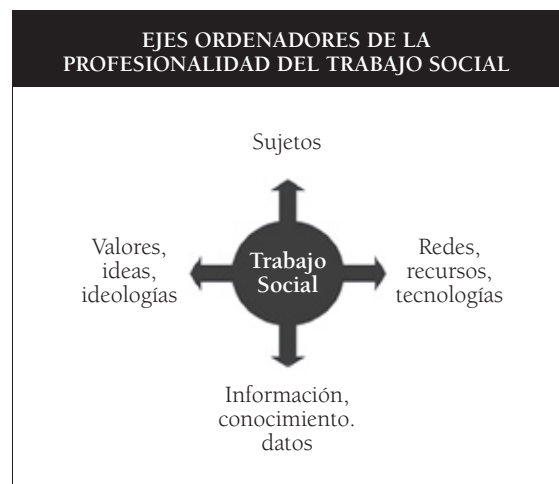 EJES ORDENADORES DE LA
PROFESIONALIDAD DEL TRABAJO SOCIAL
Sujetos
Valores,
ideas,
ideologías
Trabajo
Social
Redes,
recursos,
tecnologías
Información,
conocimiento.
datos